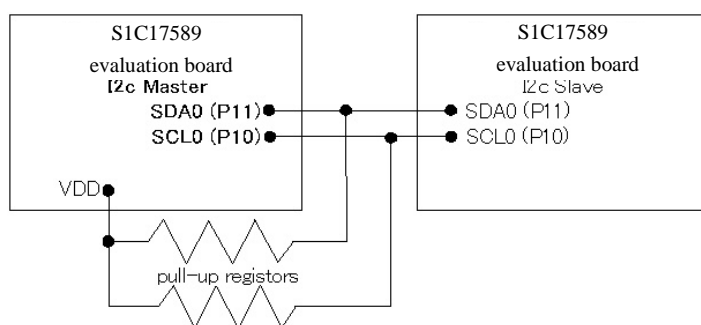 S1C17589
evaluation board
I2c Master
SDA0 (P11)
SCL0 (P10)
VDD
S1C17589
evaluation board
I2c Slave
SDA0 (P11)
SCL0 (P10)
pull-up registors